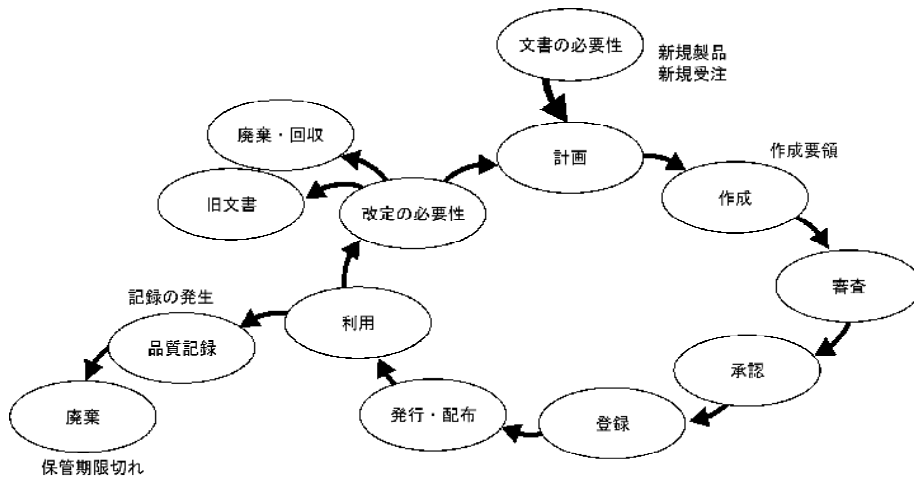 文書の必要性
新規製品
新規受注
計画
作成要領
作成
審査
承認
登録
発行・配布
利用
改定の必要性
廃棄・回収
旧文書
記録の発生
品質記録
廃棄
保管期限切れ